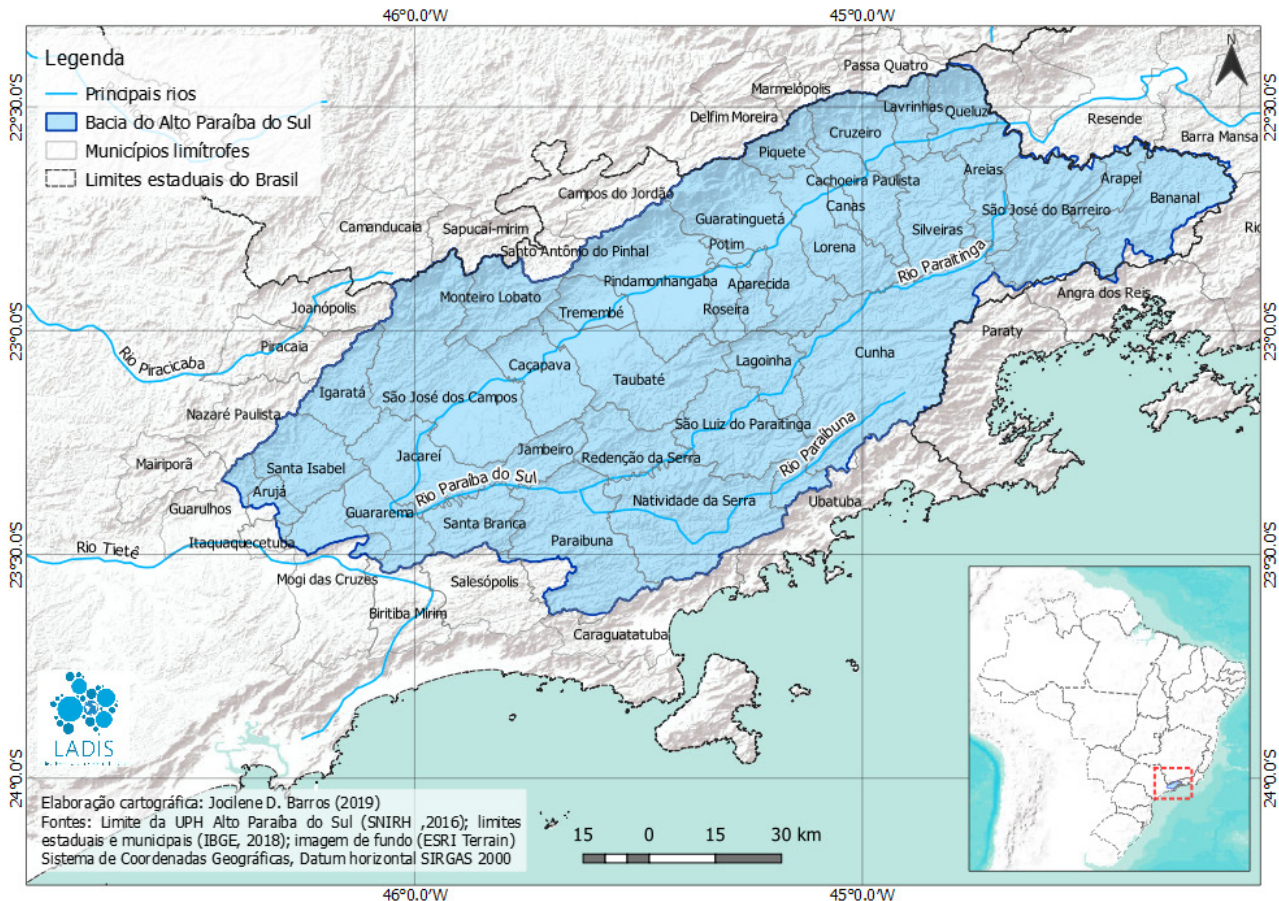 46°0.0'W
45°0.0'W
Legenda
Principais rios
Bacia do Alto Paraíba do Sul
Municípios limítrofes
Limites estaduais do Brasil
N
22°30.0'S
22°30.0'S
Passa Quatro
Marmelópolis
Delfim Moreira
Lavrinhas
Queluz
Resende
Barra Mansa
Cruzeiro
Piquete
Cachoeira Paulista
Areias
Arapeí
Bananal
Campos do Jordão
Canas
São José do Barreiro
Guaratinguetá
Camanducaia
Sapucaí-mirim
Silveiras
Potim
Lorena
Santo Antônio do Pinhal
Rio Paraitinga
Pindamonhangaba
Aparecida
Monteiro Lobato
Angra dos Reis
Joanópolis
Tremembé
Roseira
Paraty
23°0.0'S
23°0.0'S
Piracaia
Rio Piracicaba
Cunha
Lagoinha
Caçapava
Taubaté
Igaratá
São José dos Campos
Nazaré Paulista
São Luiz do Paraitinga
Rio Paraibuna
Jambeiro
Jacareí
Redenção da Serra
Mairiporã
Santa Isabel
Rio Paraíba do Sul
Arujá
Natividade da Serra
Ubatuba
Guarulhos
Guararema
Santa Branca
Itaquaquecetuba
Paraibuna
Rio Tietê
23°30.0'S
23°30.0'S
Mogi das Cruzes
Salesópolis
Biritiba Mirim
Caraguatatuba
LADIS
24°0.0'S
24°0.0'S
Elaboração cartográfica: Jocilene D. Barros (2019)
Fontes: Limite da UPH Alto Paraíba do Sul (SNIRH ,2016); limites
estaduais e municipais (IBGE, 2018); imagem de fundo (ESRI Terrain)
Sistema de Coordenadas Geográficas, Datum horizontal SIRGAS 2000
15 0 15 30 km
46°0.0'W
45°0.0'W